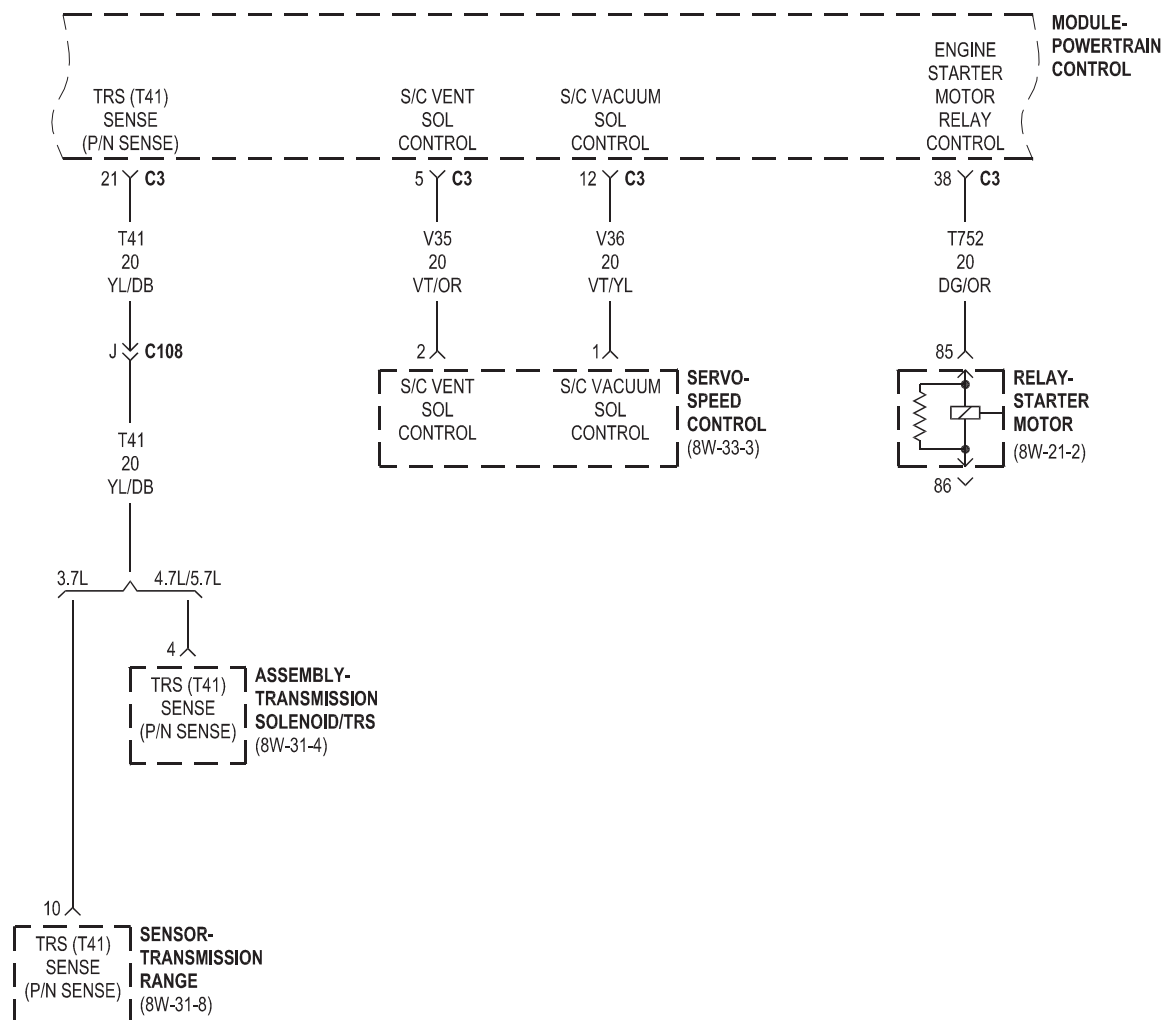 MODULE-
POWERTRAIN
CONTROL
TRS (T41)
SENSE
(P/N SENSE)
S/C VENT
SOL
CONTROL
S/C VACUUM
SOL
CONTROL
ENGINE
STARTER
MOTOR
RELAY
CONTROL
21 C3
5 C3
12 C3
38 C3
T41
20
YL/DB
V35
20
VT/OR
V36
20
VT/YL
T752
20
DG/OR
J C108
2
1
85
S/C VENT
SOL
CONTROL
S/C VACUUM
SOL
CONTROL
SERVO-
SPEED
CONTROL
(8W-33-3)
RELAY-
STARTER
MOTOR
(8W-21-2)
86
T41
20
YL/DB
3.7L
4.7L/5.7L
4
TRS (T41)
SENSE
(P/N SENSE)
ASSEMBLY-
TRANSMISSION
SOLENOID/TRS
(8W-31-4)
10
TRS (T41)
SENSE
(P/N SENSE)
SENSOR-
TRANSMISSION
RANGE
(8W-31-8)